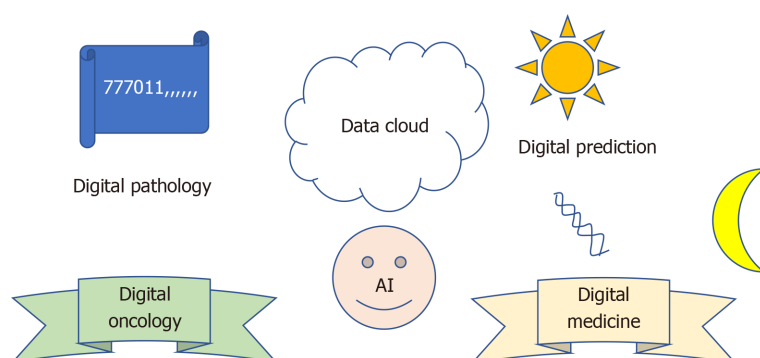 777011,,,,,,
Data cloud
Digital prediction
Digital pathology
AI
Digital
oncology
Digital
medicine